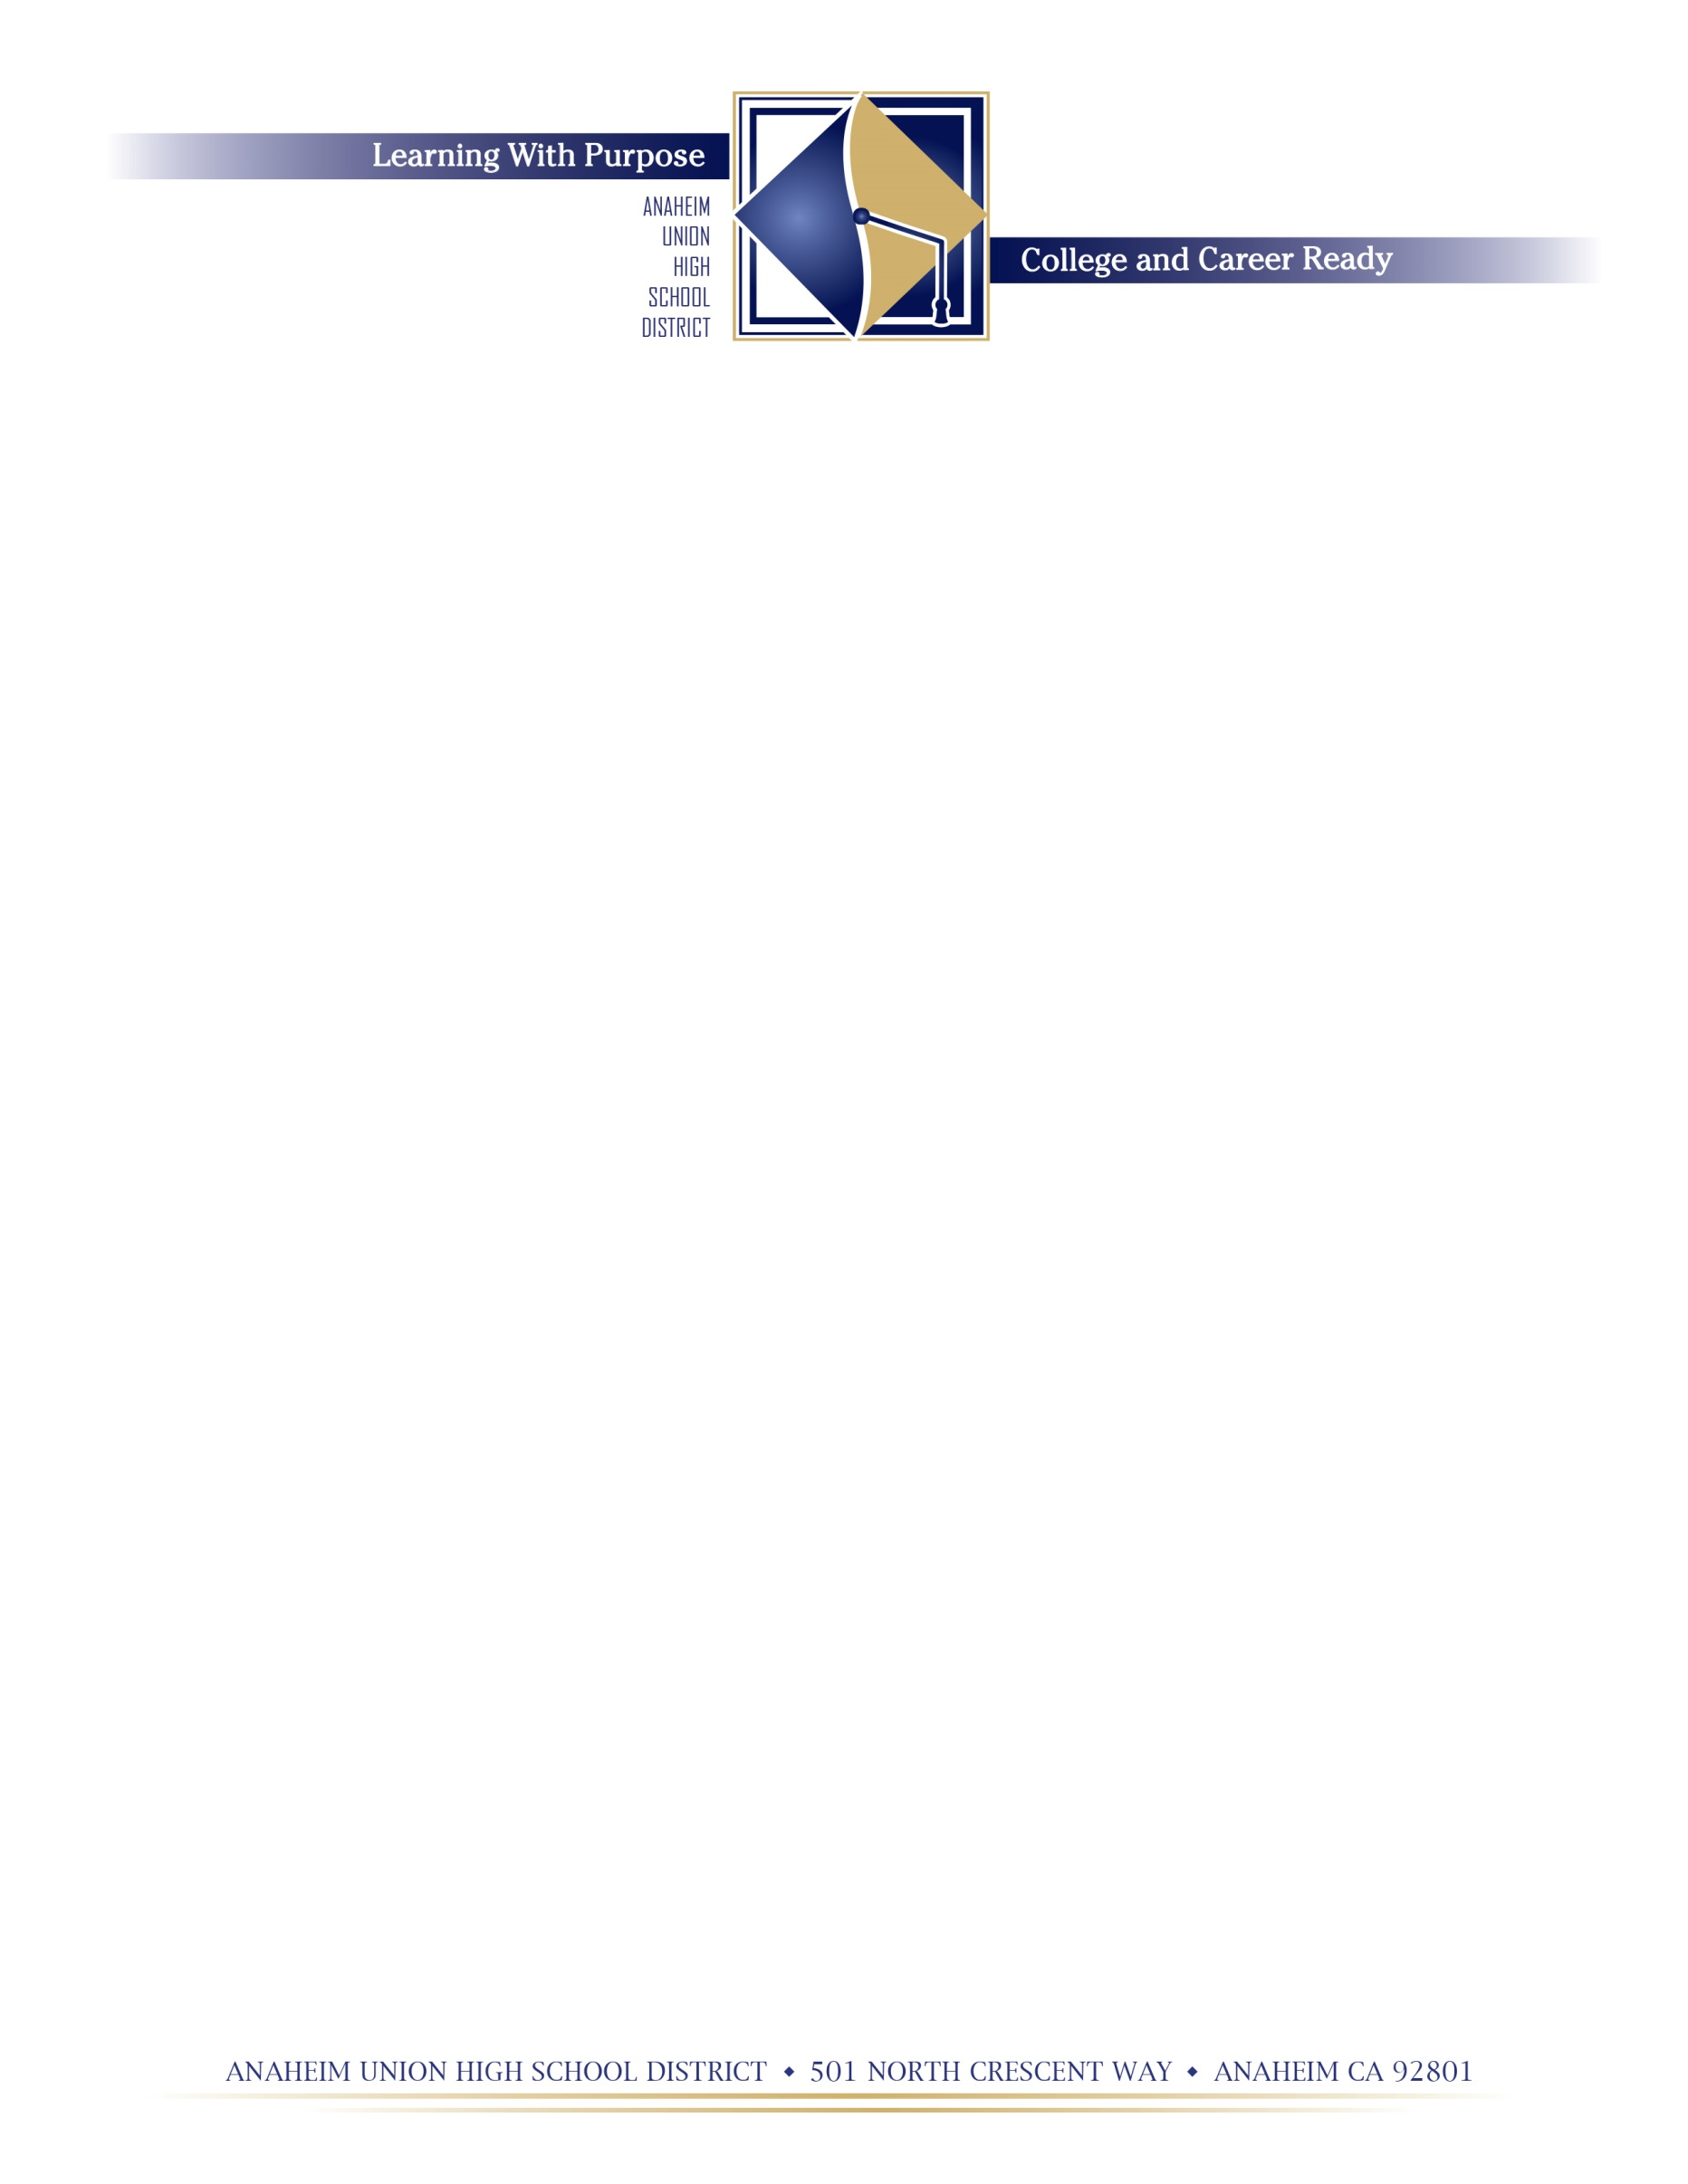 Learning With Purpose
ANAHEIM
UNION
HIGH
SCHOOL
DISTRICT
College and Career Ready
ANAHEIM UNION HIGH SCHOOL DISTRICT ◆ 501 NORTH CRESCENT WAY ◆ ANAHEIM CA 92801